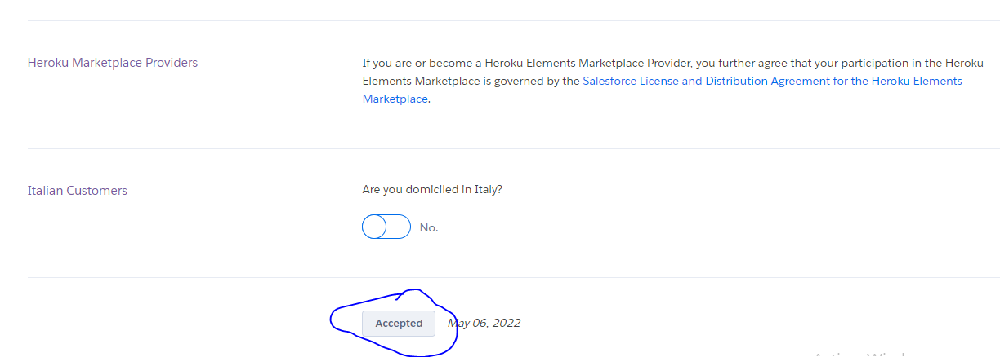 Heroku Marketplace Providers
If you are or become a Heroku Elements Marketplace Provider, you further agree that your participation in the Heroku
Elements Marketplace is governed by the Salesforce License and Distribution Agreement for the Heroku Elements
Marketplace.
Italian Customers
Are you domiciled in Italy?
No.
Accepted May 06, 2022